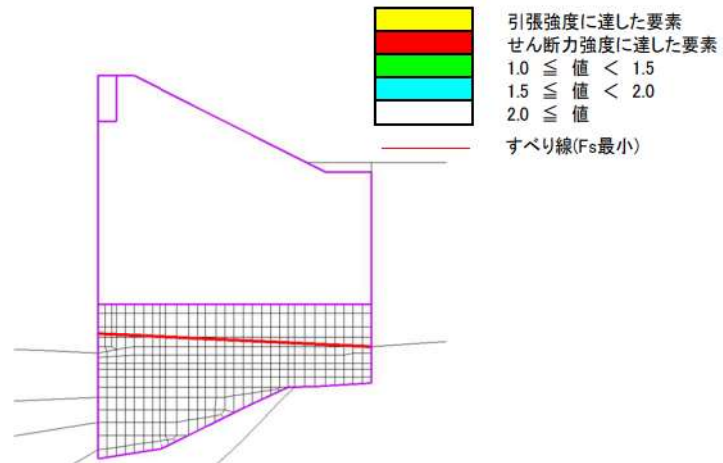 引張強度に達した要素
せん断力強度に達した要素
1.0 ≦ 値 < 1.5
1.5 ≦ 値 < 2.0
2.0 ≦ 値
すべり線(Fs最小)